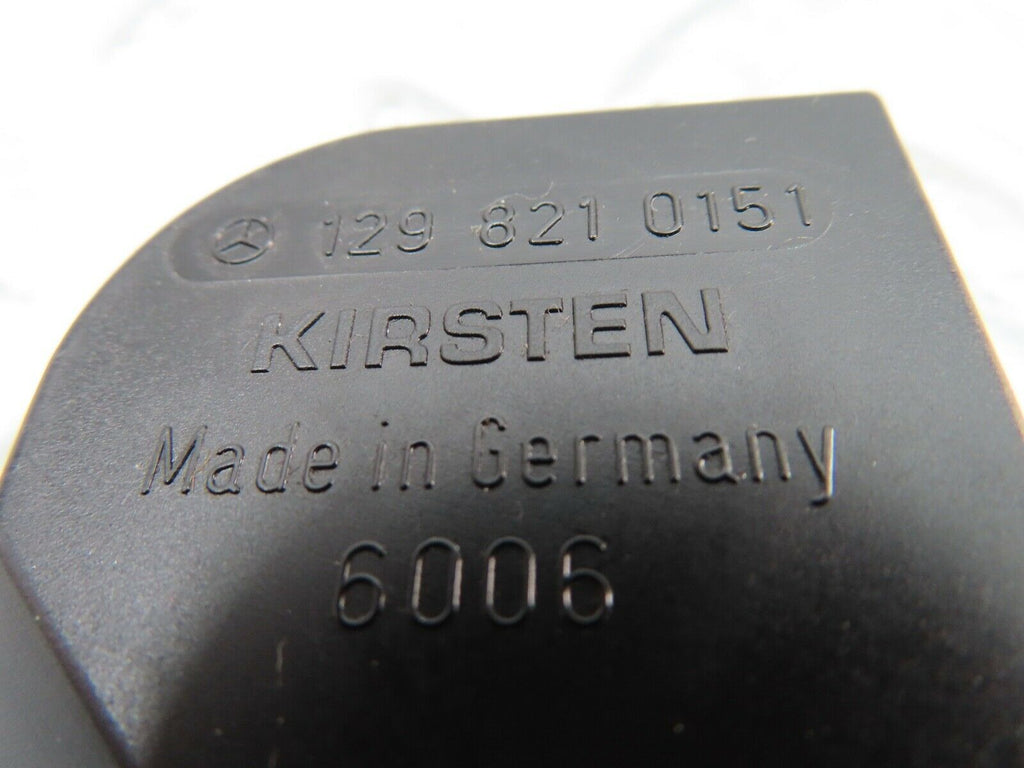 129 821 0151
KIRSTEN
Made in Germany
6006